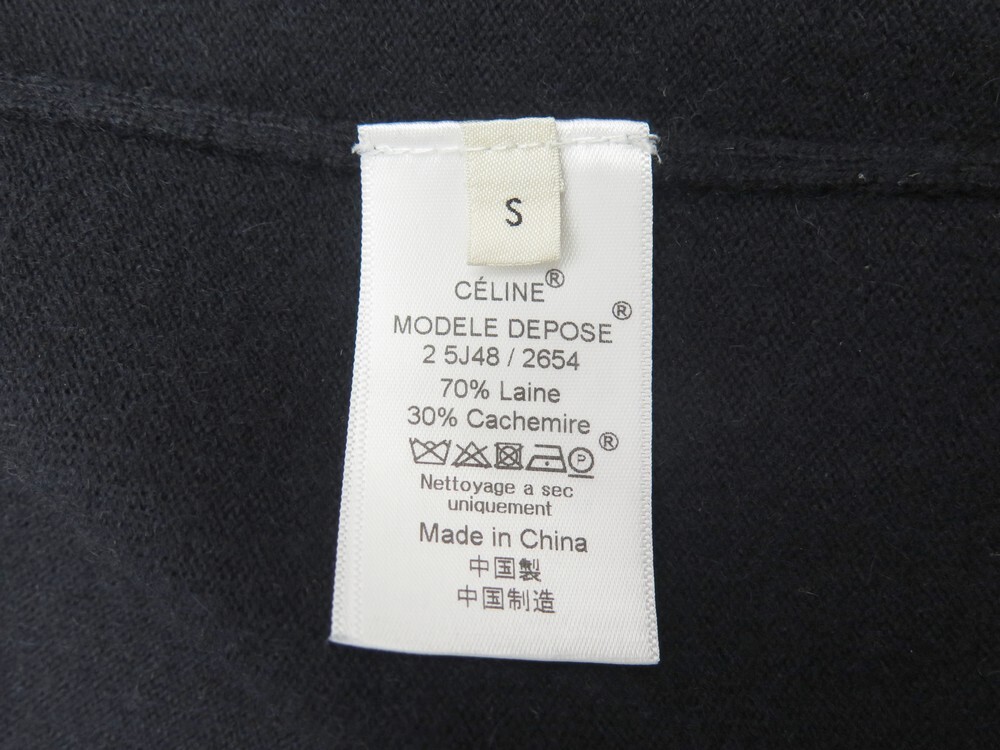 S
CÉLINE®
MODELE DEPOSE®
2 5J48 / 2654
70% Laine
30% Cachemire
P ®
Nettoyage a sec
uniquement
Made in China
中国製
中国制造